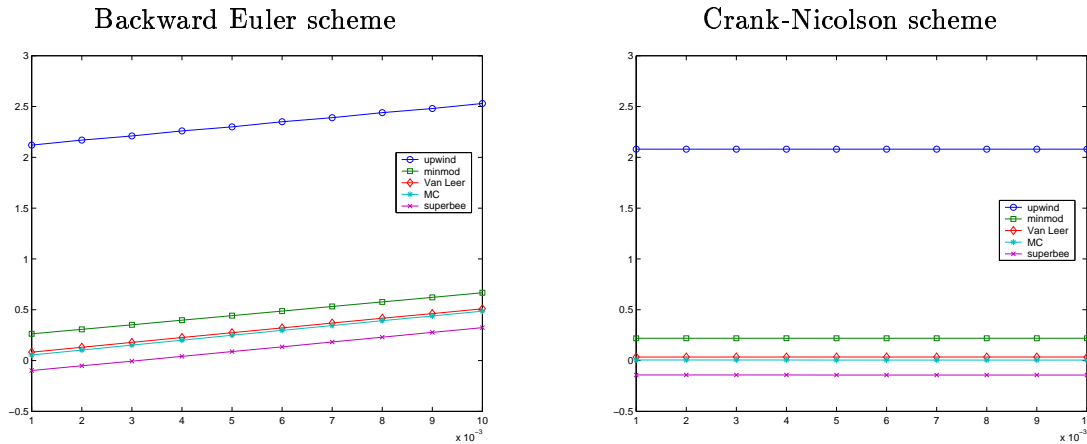 Backward Euler scheme
3
2.5
2
1.5
1
0.5
0
−0.5
1 2 3 4 5 6 7 8 9 10
x 10⁻³
upwind
minmod
Van Leer
MC
superbee
Crank-Nicolson scheme
3
2.5
2
1.5
1
0.5
0
−0.5
1 2 3 4 5 6 7 8 9
x 10⁻³
upwind
minmod
Van Leer
MC
superbee